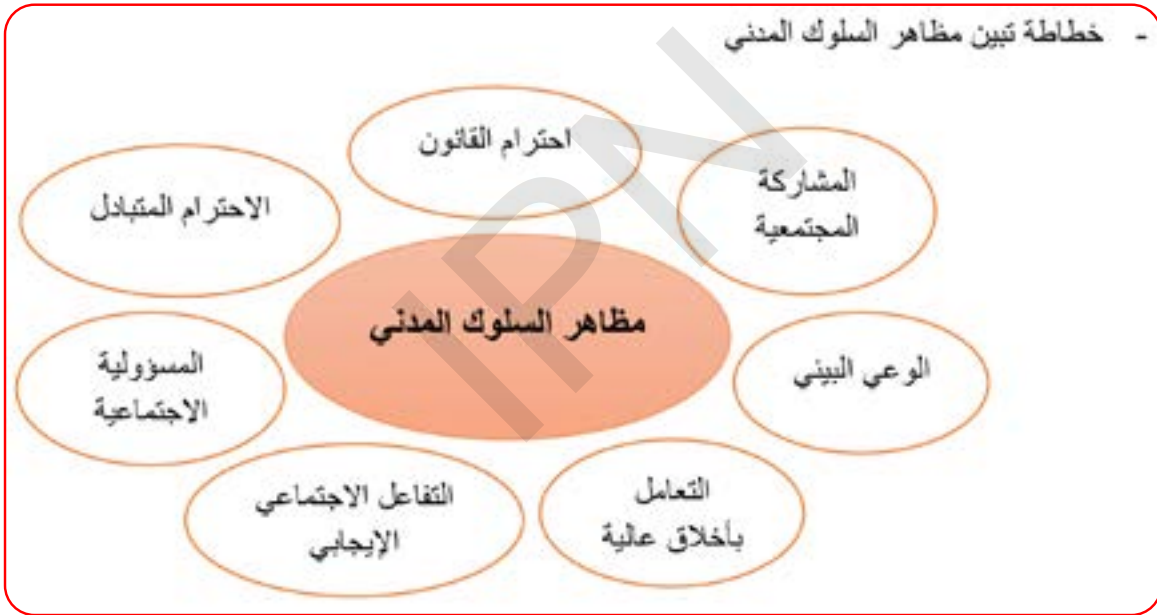 - خطاطة تبين مظاهر السلوك المدني
احترام القانون
المشاركة
المجتمعية
الاحترام المتبادل
مظاهر السلوك المدني
الوعي البيئي
المسؤولية
الاجتماعية
التعامل
بأخلاق عالية
التفاعل الاجتماعي
الإيجابي
IPN